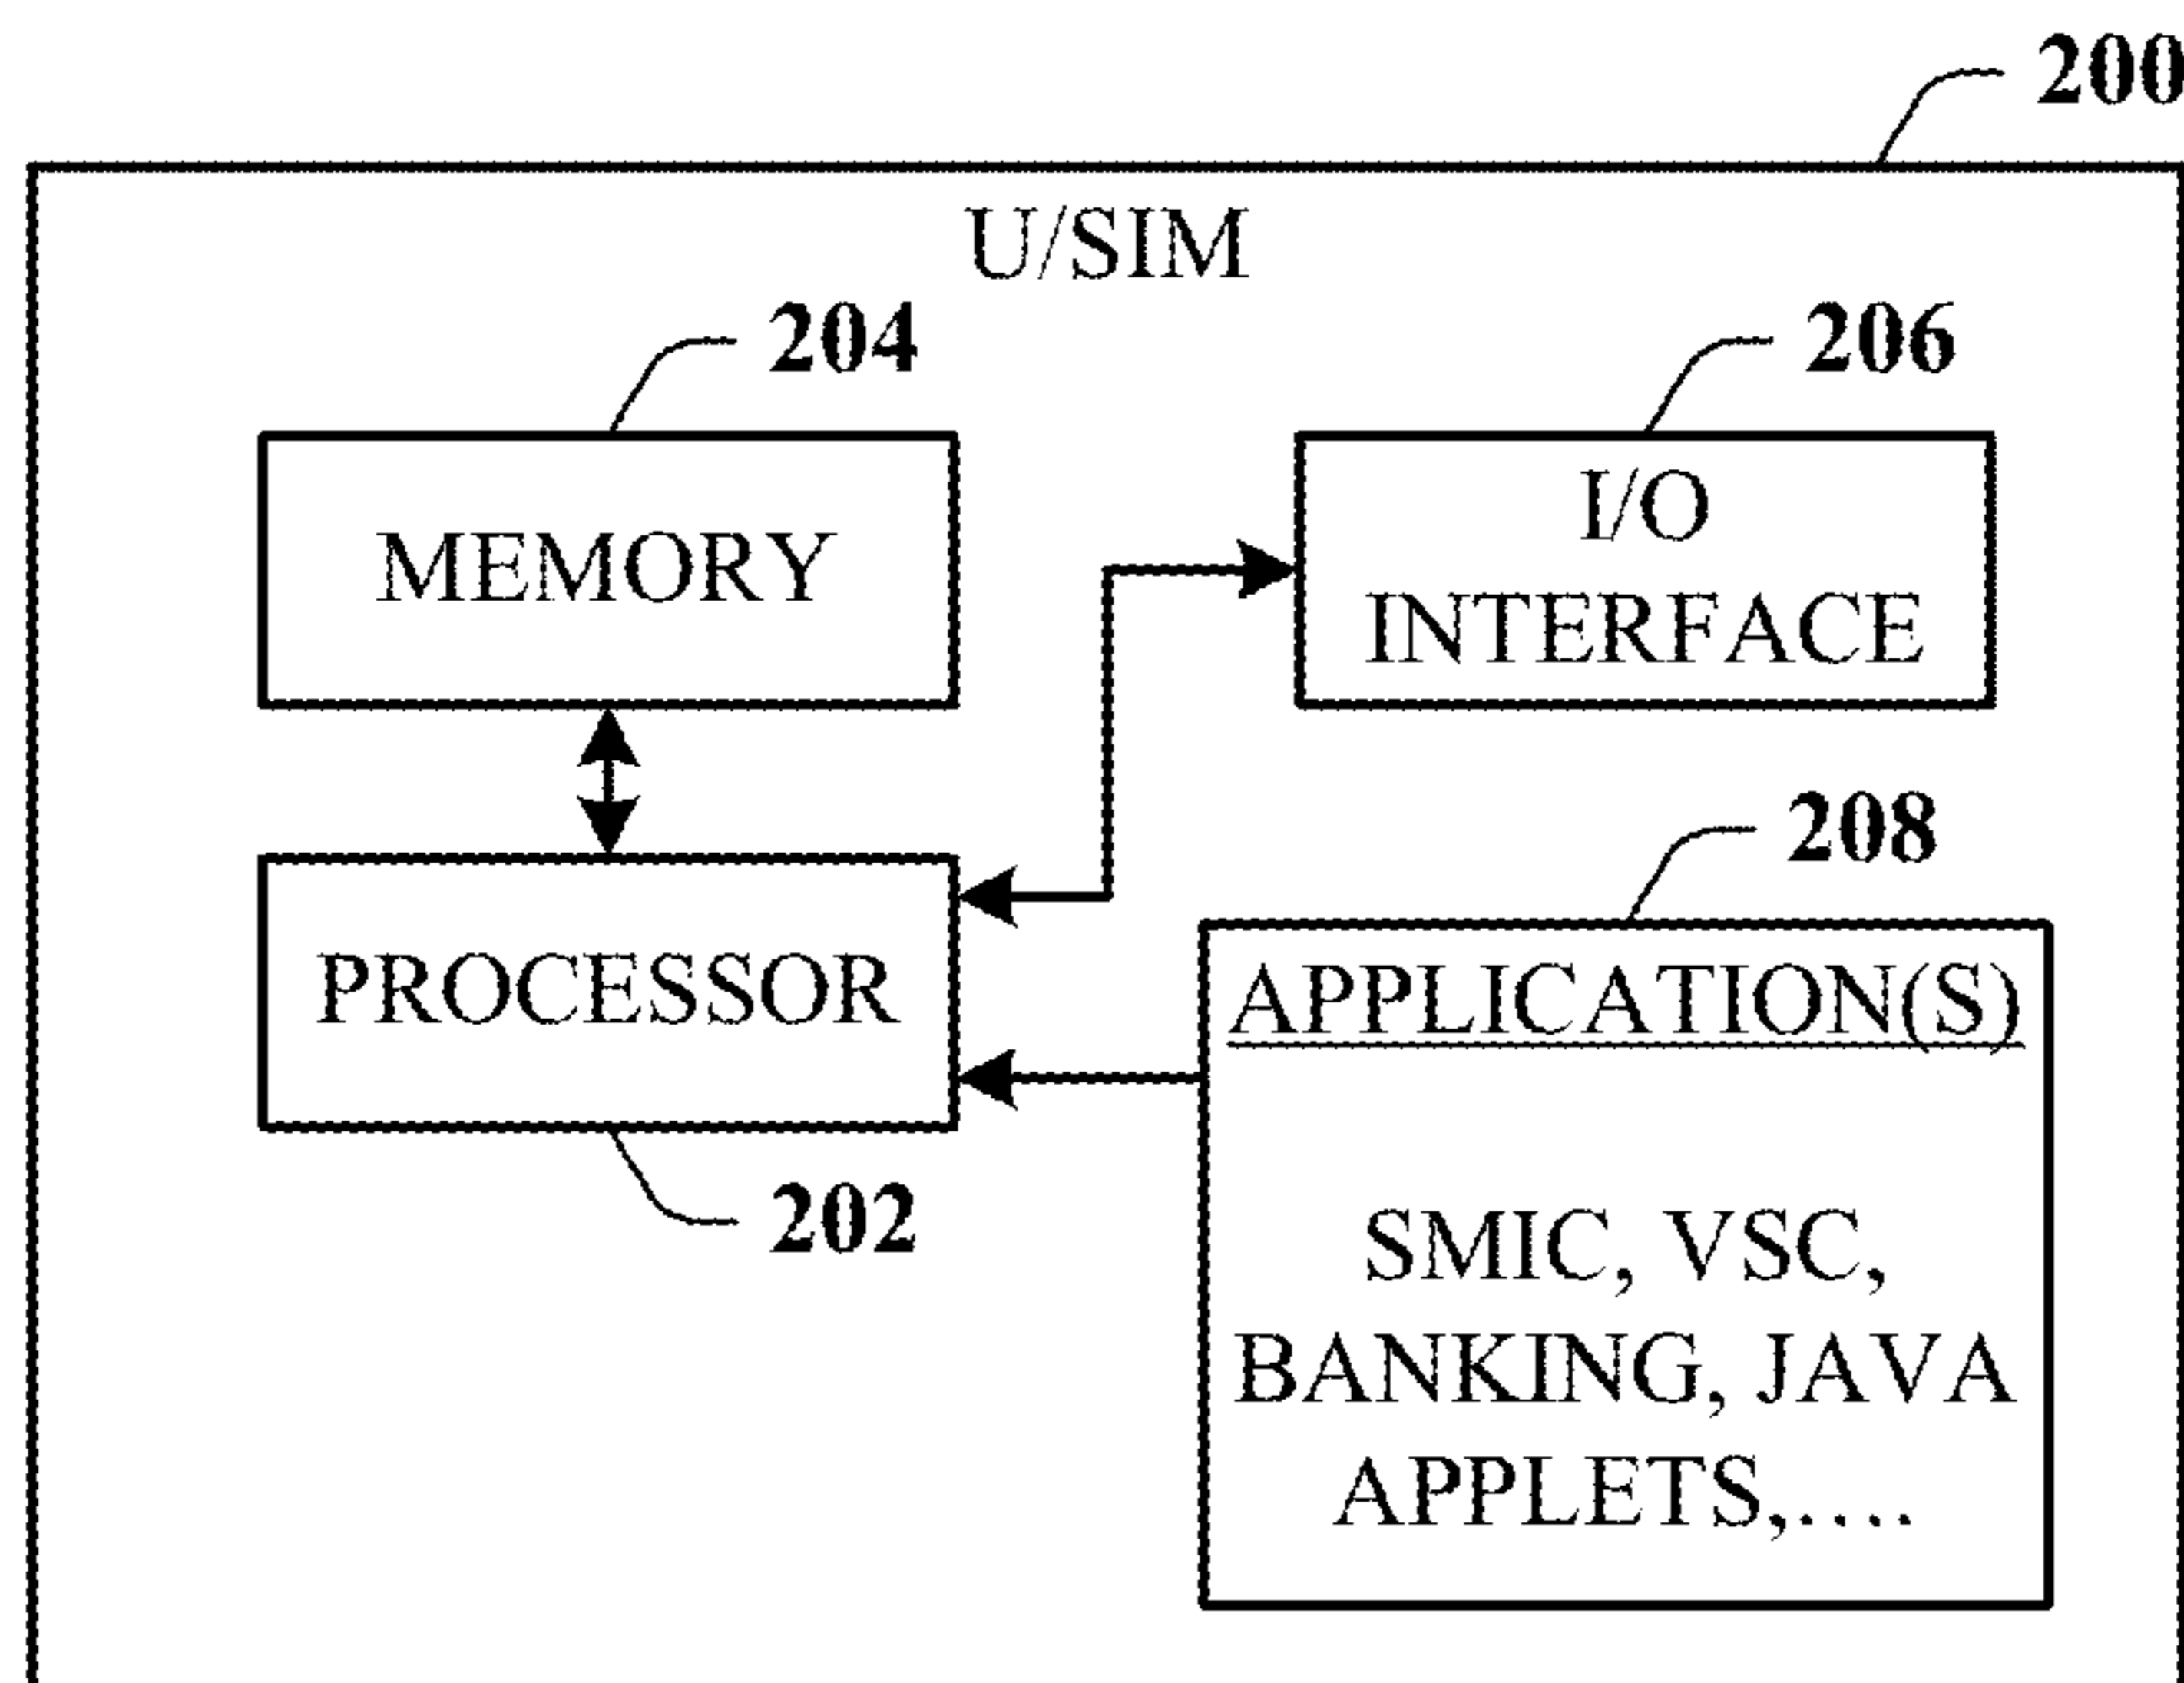 200
U/SIM
204
206
MEMORY
I/O
INTERFACE
208
PROCESSOR
APPLICATION(S)
202
SMIC, VSC,
BANKING, JAVA
APPLETS,....